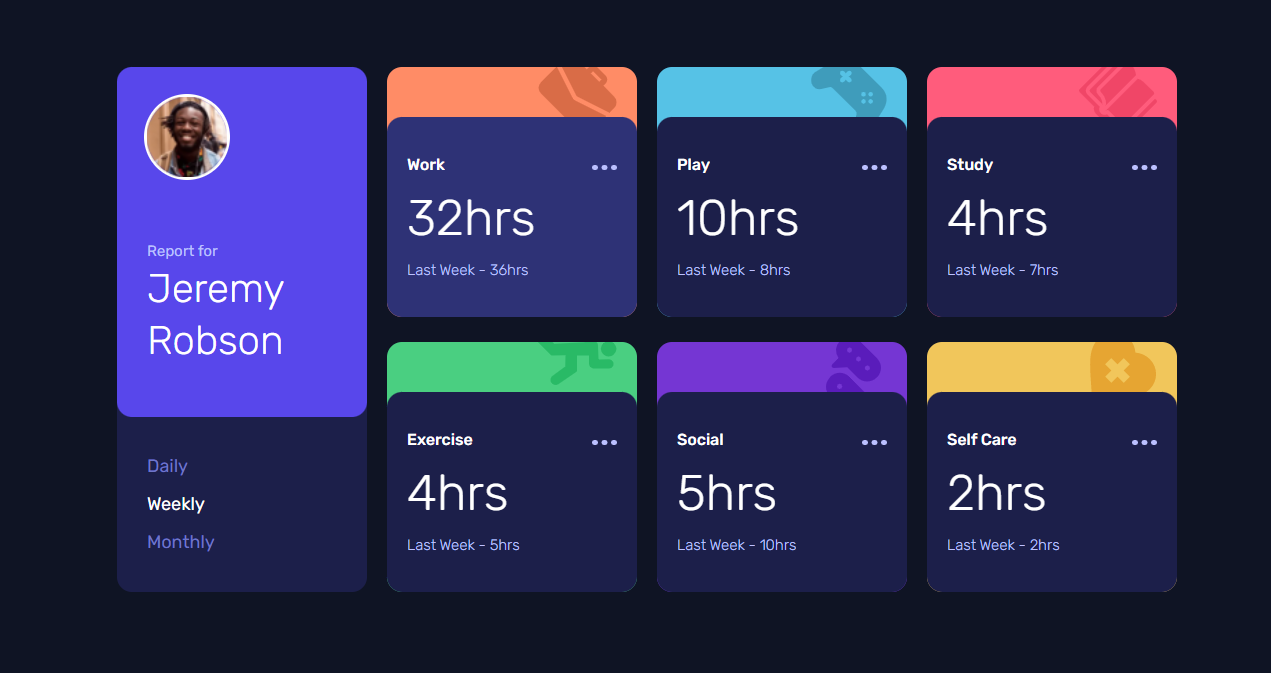 Report for
Jeremy
Robson
Daily
Weekly
Monthly
Work
32hrs
Last Week - 36hrs
Play
10hrs
Last Week - 8hrs
Study
4hrs
Last Week - 7hrs
Exercise
4hrs
Last Week - 5hrs
Social
5hrs
Last Week - 10hrs
Self Care
2hrs
Last Week - 2hrs